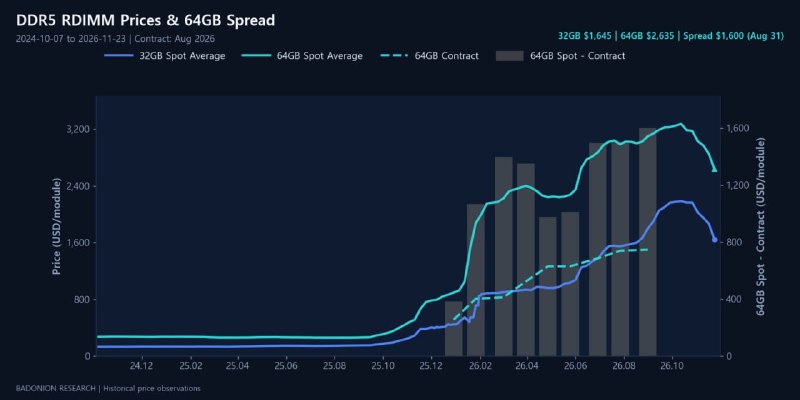 DDR5 RDIMM Prices & 64GB Spread
2024-10-07 to 2026-11-23 | Contract: Aug 2026
32GB $1,645 | 64GB $2,635 | Spread $1,600 (Aug 31)
32GB Spot Average
64GB Spot Average
64GB Contract
64GB Spot - Contract
Price (USD/module)
3,200
2,400
1,600
800
0
64GB Spot - Contract (USD/module)
1,600
1,200
800
400
0
24.12 25.02 25.04 25.06 25.08 25.10 25.12 26.02 26.04 26.06 26.08 26.10
BADONION RESEARCH | Historical price observations